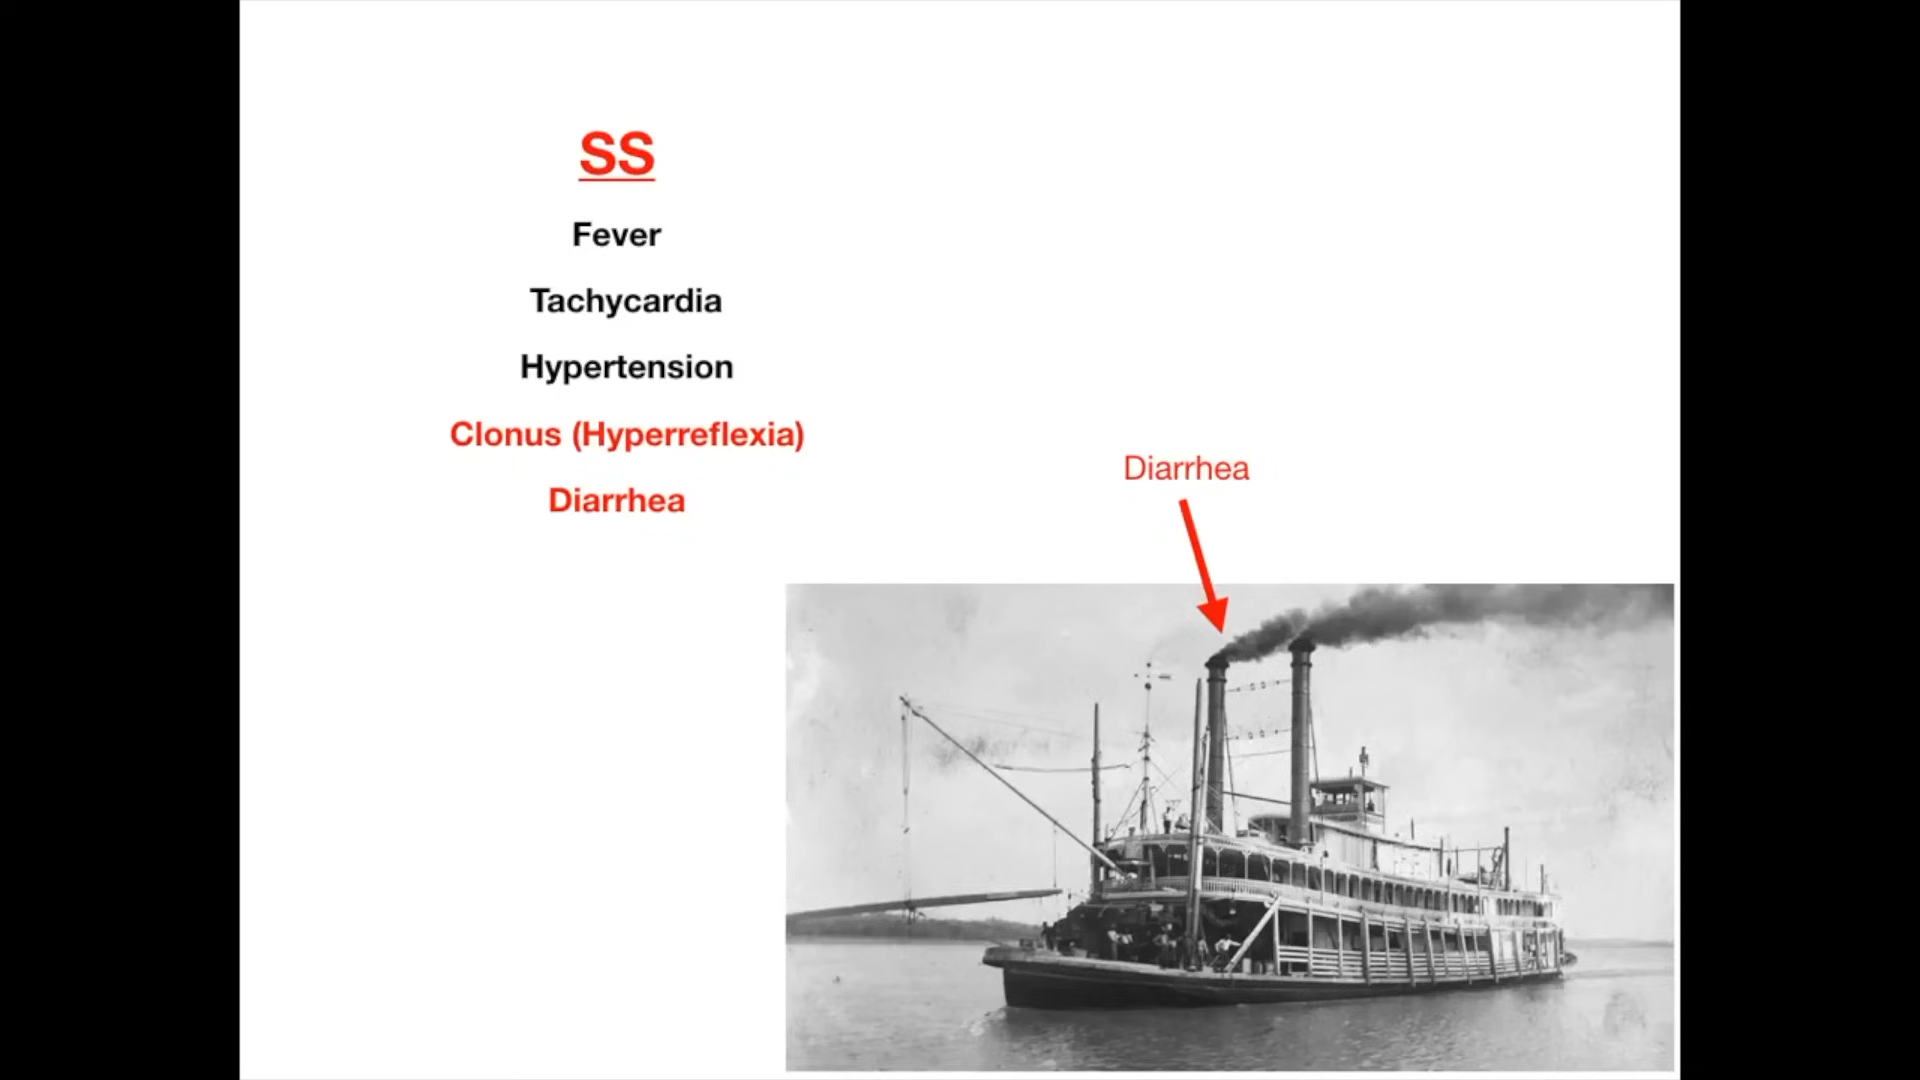 SS
Fever
Tachycardia
Hypertension
Clonus (Hyperreflexia)
Diarrhea
Diarrhea